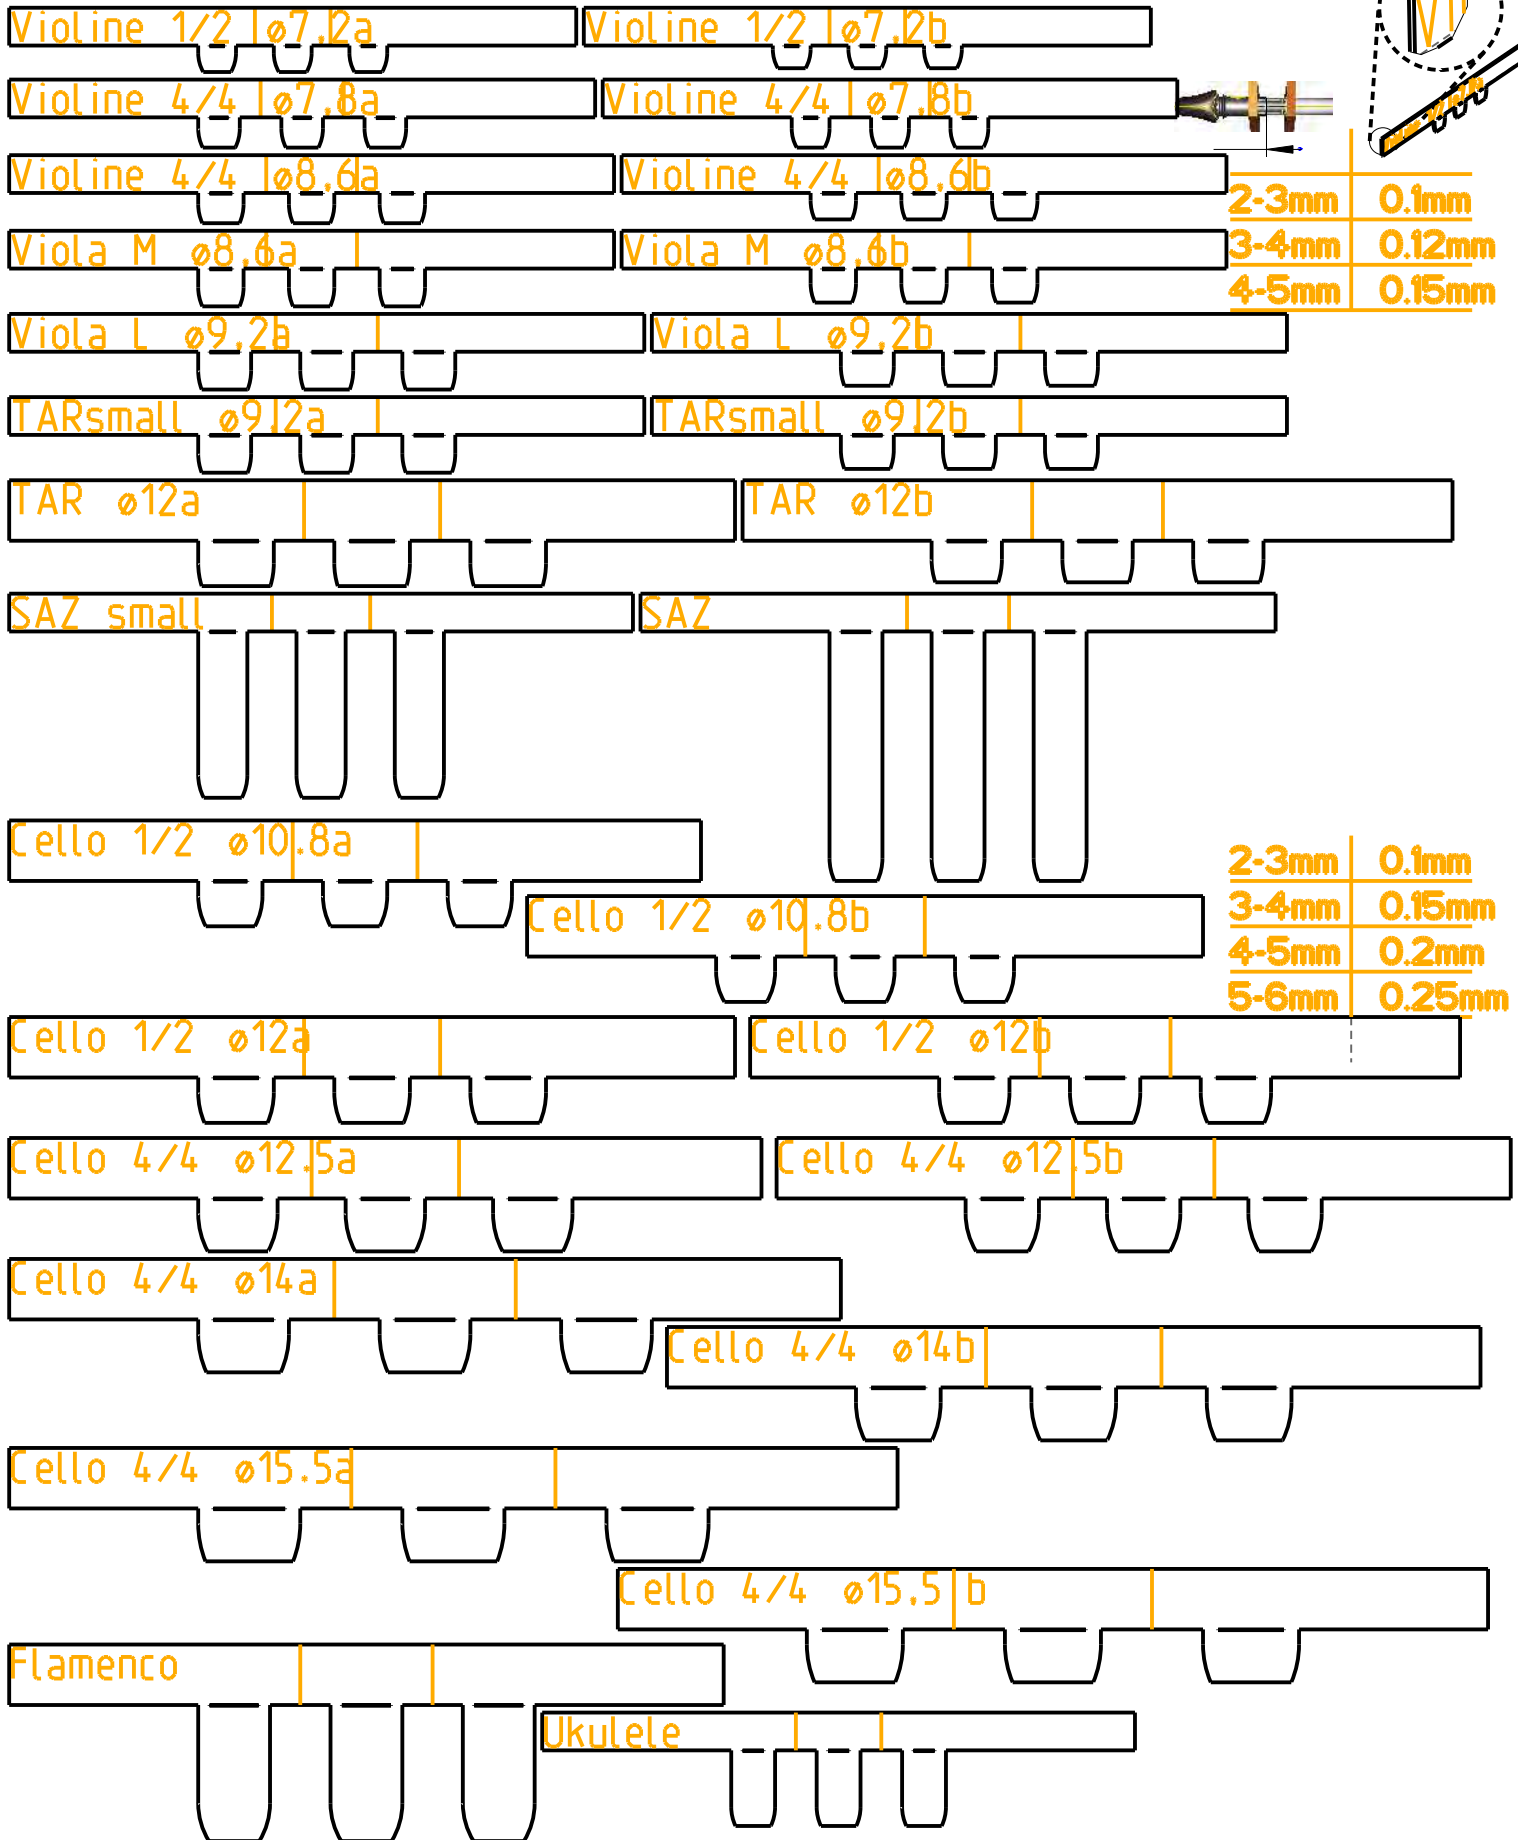 Violine 1/2 ø7,2a
Violine 1/2 ø7,2b
Violine 4/4 ø7,8a
Violine 4/4 ø7,8b
Violine 4/4 ø8,6a
Violine 4/4 ø8,6b
2-3mm 0.1mm
3-4mm 0.12mm
4-5mm 0.15mm
Viola M ø8,6a
Viola M ø8,6b
Viola L ø9,2a
Viola L ø9,2b
TARsmall ø9,2a
TARsmall ø9,2b
TAR ø12a
TAR ø12b
SAZ small
SAZ
Cello 1/2 ø10.8a
Cello 1/2 ø10.8b
2-3mm 0.1mm
3-4mm 0.15mm
4-5mm 0.2mm
5-6mm 0.25mm
Cello 1/2 ø12a
Cello 1/2 ø12b
Cello 4/4 ø12.5a
Cello 4/4 ø12.5b
Cello 4/4 ø14a
Cello 4/4 ø14b
Cello 4/4 ø15.5a
Cello 4/4 ø15,5 b
Flamenco
Ukulele